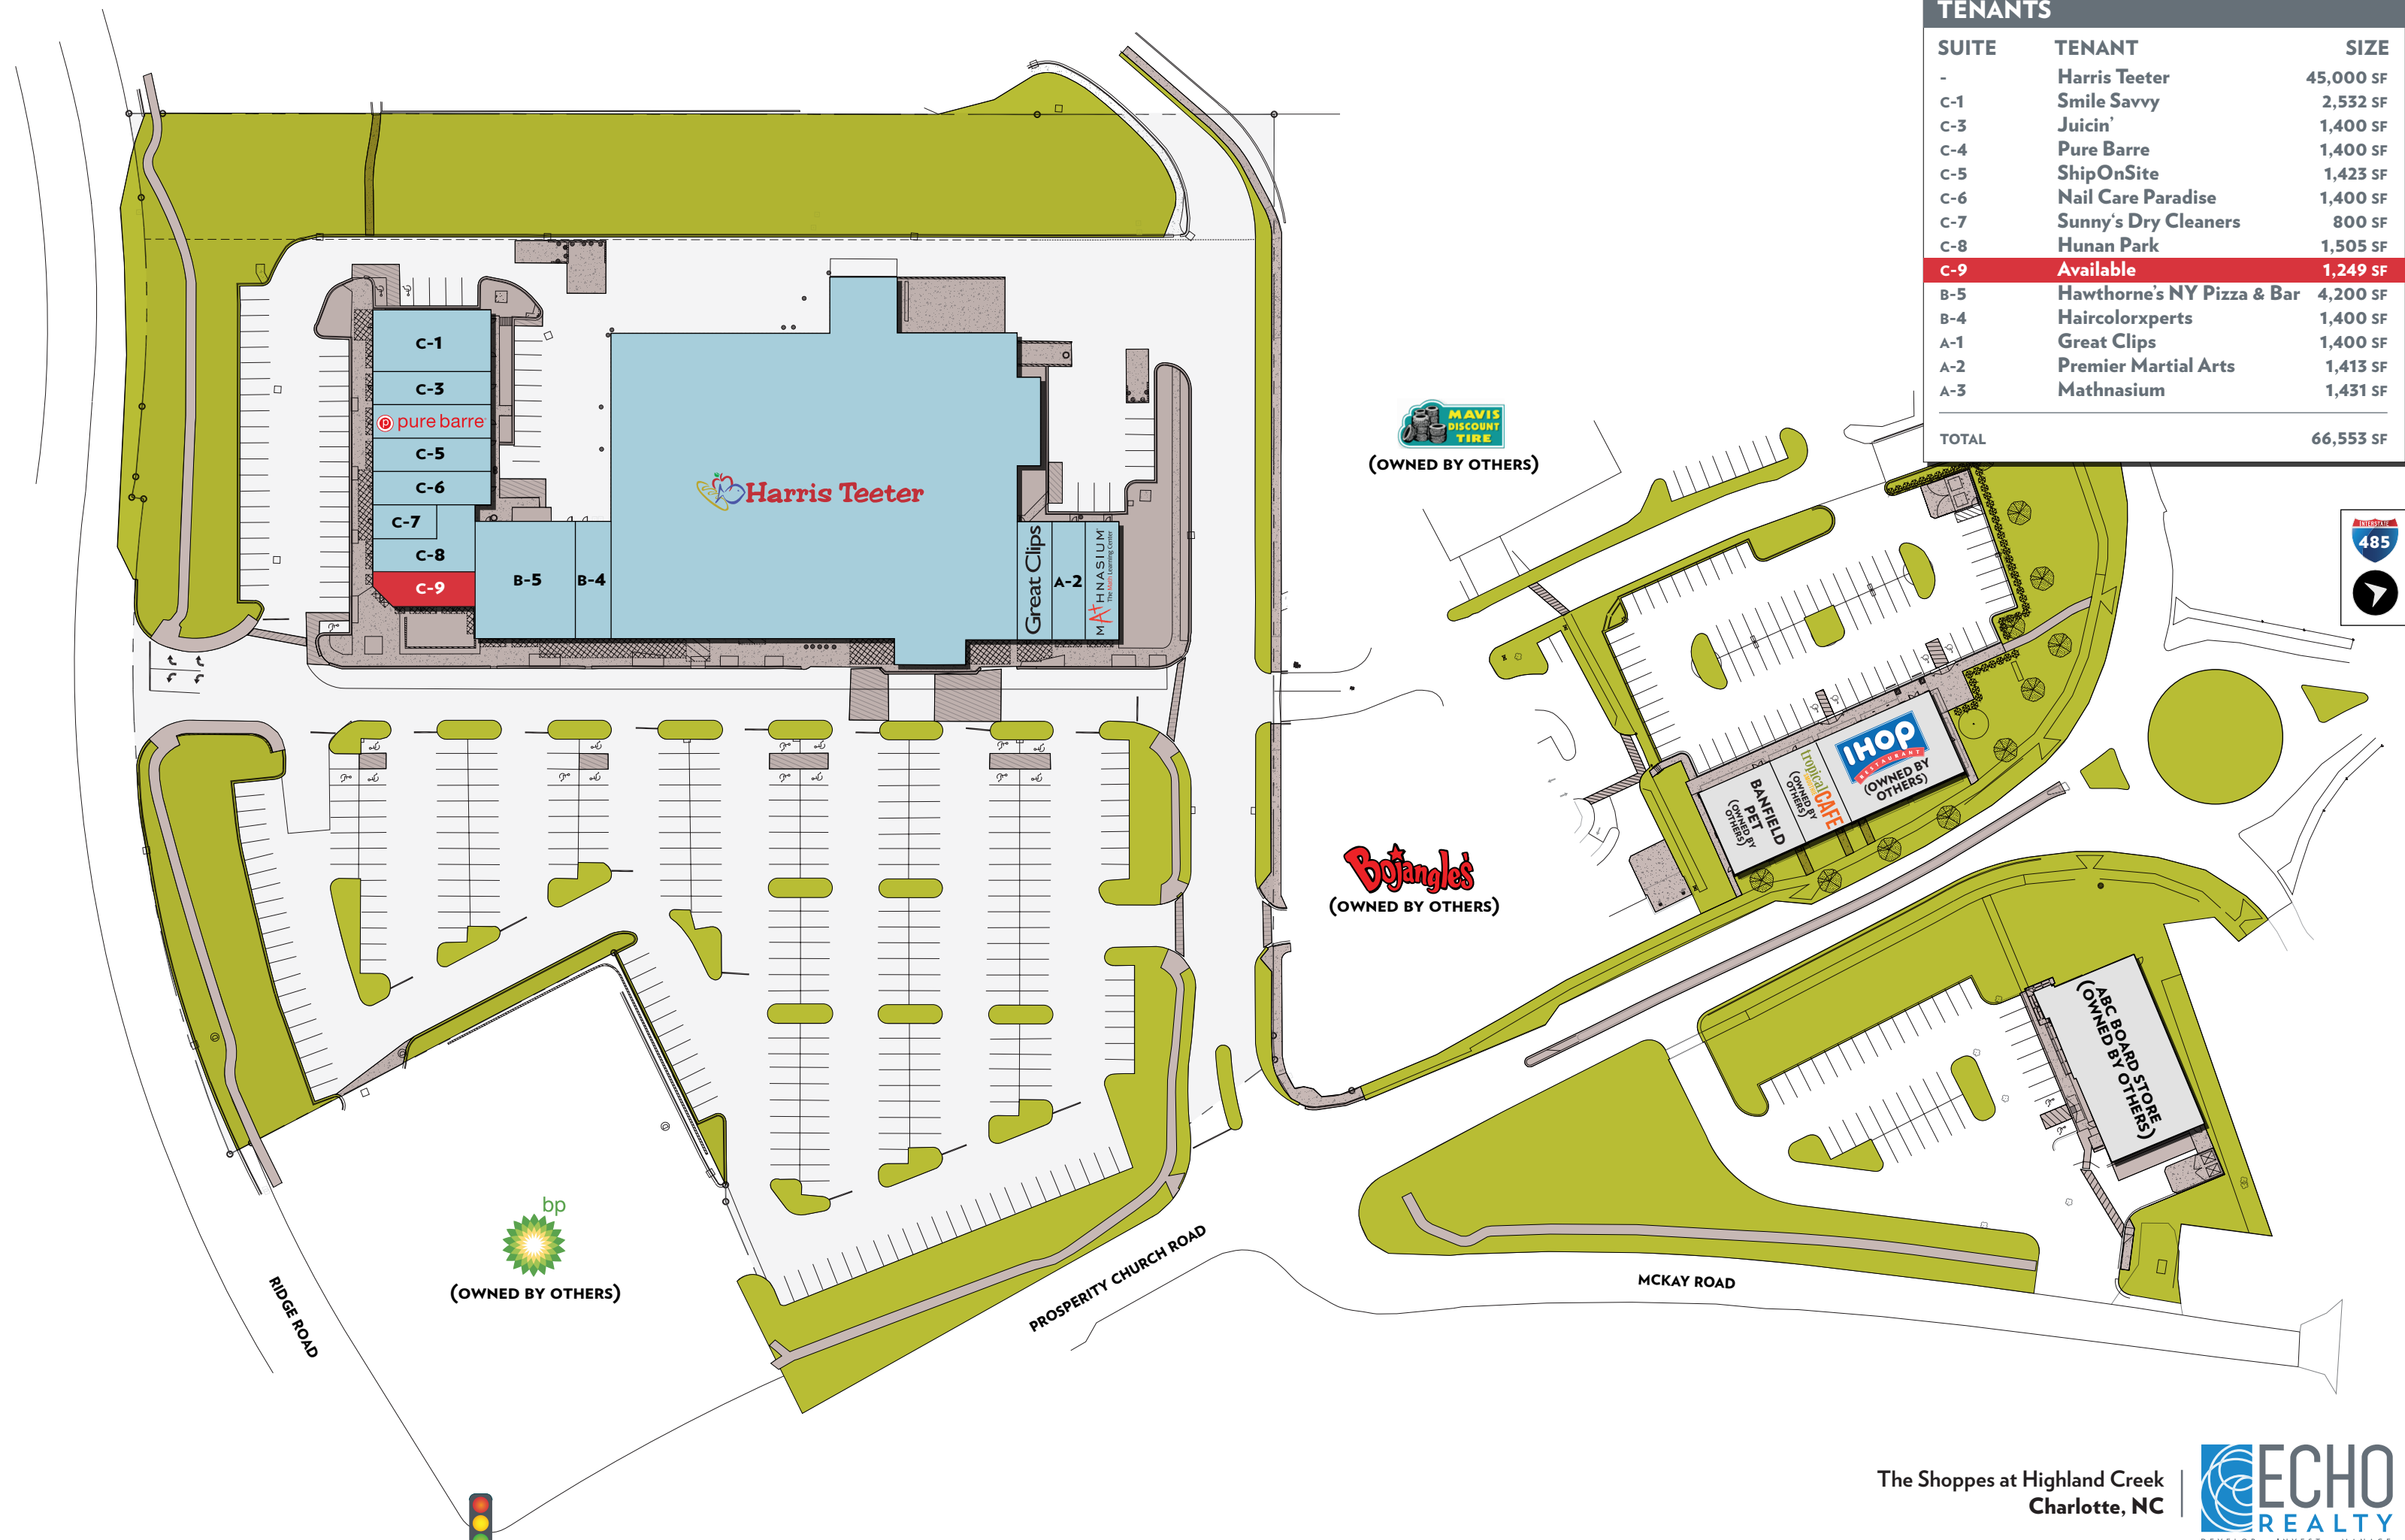 TENANTS
SUITE TENANT SIZE
- Harris Teeter 45,000 SF
C-1 Smile Savvy 2,532 SF
C-3 Juicin' 1,400 SF
C-4 Pure Barre 1,400 SF
C-5 ShipOnSite 1,423 SF
C-6 Nail Care Paradise 1,400 SF
C-7 Sunny's Dry Cleaners 800 SF
C-8 Hunan Park 1,505 SF
C-9 Available 1,249 SF
B-5 Hawthorne's NY Pizza & Bar 4,200 SF
B-4 Haircolorxperts 1,400 SF
A-1 Great Clips 1,400 SF
A-2 Premier Martial Arts 1,413 SF
A-3 Mathnasium 1,431 SF
TOTAL 66,553 SF
C-1
C-3
pure barre
C-5
C-6
C-7
C-8
C-9
B-5
B-4
Harris Teeter
Great Clips
A-2
MATHNASIUM
The Math Learning Center
MAVIS
DISCOUNT
TIRE
(OWNED BY OTHERS)
INTERSTATE
485
IHOP
RESTAURANT
(OWNED BY
OTHERS)
tropical
CAFE
(OWNED BY
OTHERS)
BANFIELD
PET
(OWNED BY
OTHERS)
Bojangles'
(OWNED BY OTHERS)
ABC BOARD STORE
(OWNED BY OTHERS)
bp
(OWNED BY OTHERS)
RIDGE ROAD
PROSPERITY CHURCH ROAD
MCKAY ROAD
The Shoppes at Highland Creek
Charlotte, NC
ECHO
REALTY